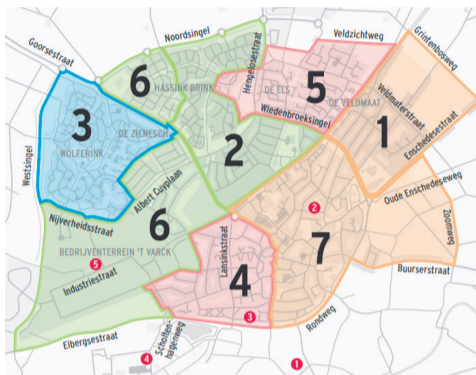 Noordsingel
Veldzichtweg
Grintenbosweg
Goorsestraat
Hengelosestraat
6
HASSINK BRINK
DE ELS
5
DE VELDMAAT
Veldmaterstraat
Enschedesestraat
1
3
WOLFERINK
DE ZIENESCH
Wiedenbroeksingel
2
Westsingel
Albert Cuyplaan
Oude Enschedeseweg
2
Nijverheidsstraat
6
BEDRIJVENTERREIN 'T VARCK
5
Lansinkstraat
7
Zoomweg
Industriestraat
4
Buurserstraat
3
Rondweg
Eibergsestraat
Scholten-
hagenweg
4
1